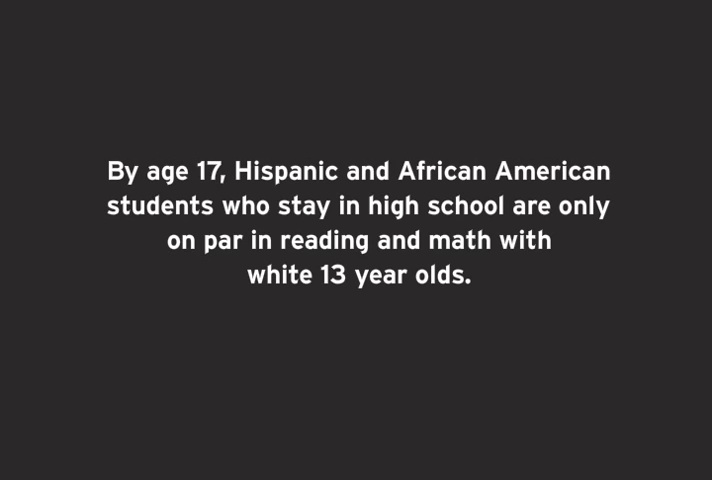 By age 17, Hispanic and African American
students who stay in high school are only
on par in reading and math with
white 13 year olds.